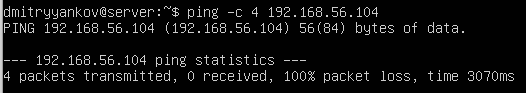 dmitryyankov@server:~$ ping -c 4 192.168.56.104
PING 192.168.56.104 (192.168.56.104) 56(84) bytes of data.
--- 192.168.56.104 ping statistics ---
4 packets transmitted, 0 received, 100% packet loss, time 3070ms